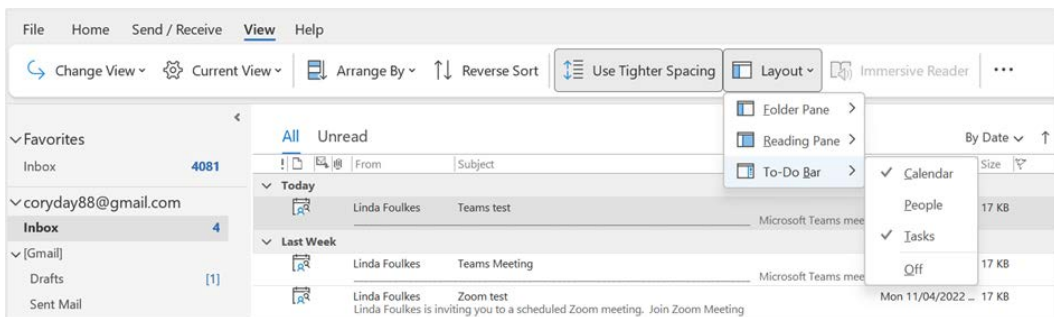 File Home Send / Receive View Help
Change View Current View Arrange By Reverse Sort Use Tighter Spacing Layout Immersive Reader ...
Folder Pane
Reading Pane
To-Do Bar
Calendar
People
Tasks
Off
Favorites
Inbox 4081
coryday88@gmail.com
Inbox 4
[Gmail]
Drafts [1]
Sent Mail
All Unread By Date
From Subject Size
Today
Linda Foulkes Teams test 17 KB
Microsoft Teams mee
Last Week
Linda Foulkes Teams Meeting 17 KB
Microsoft Teams mee
Linda Foulkes Zoom test Mon 11/04/2022 ... 17 KB
Linda Foulkes is inviting you to a scheduled Zoom meeting. Join Zoom Meeting